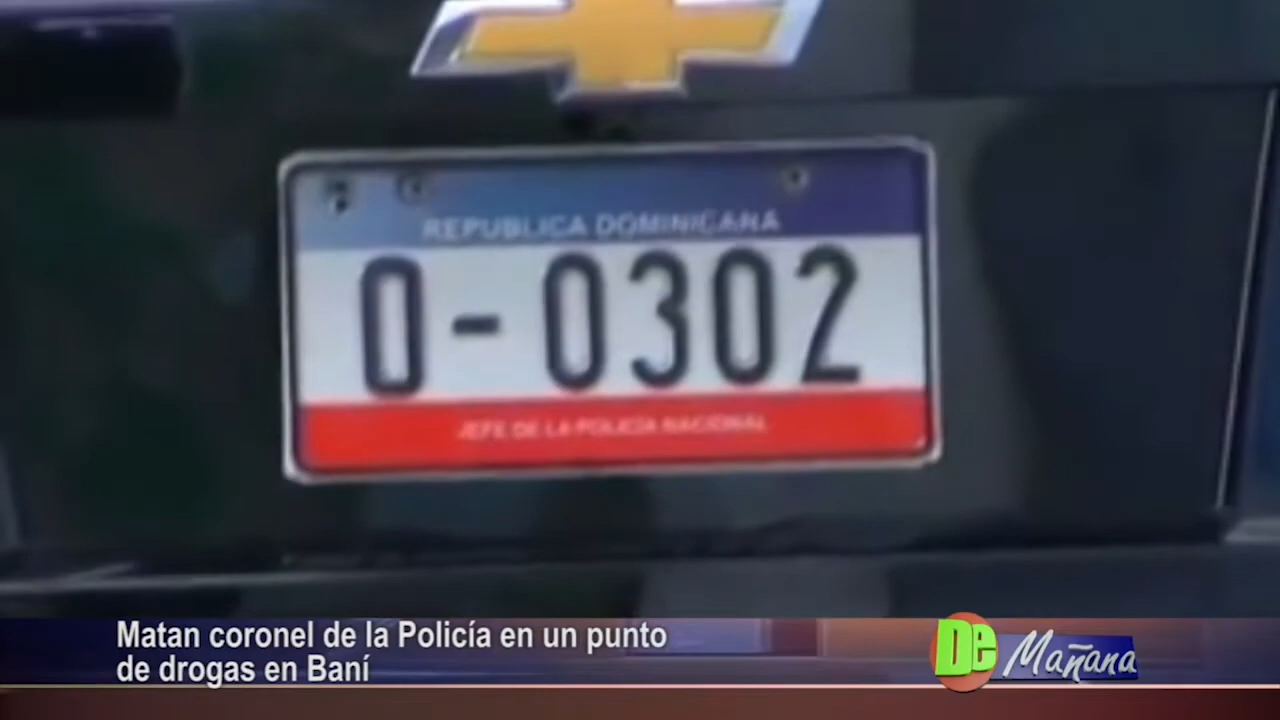 REPUBLICA DOMINICANA
0-0302
JEFE DE LA POLICIA NACIONAL
Matan coronel de la Policía en un punto
de drogas en Baní
De Mañana